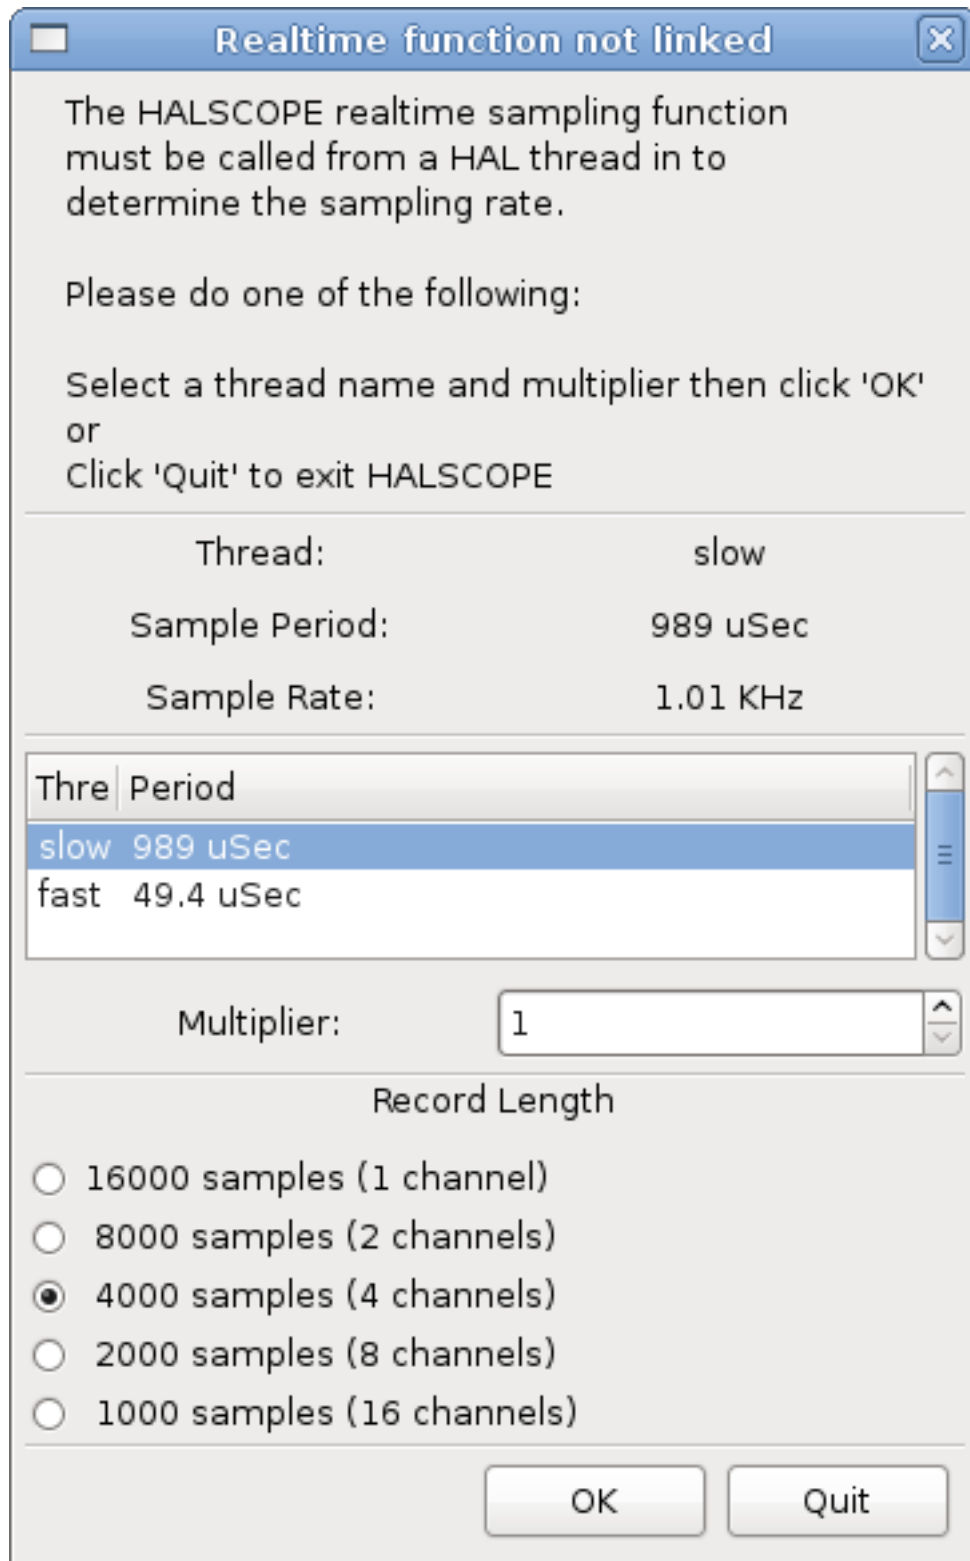 Realtime function not linked
The HALSCOPE realtime sampling function
must be called from a HAL thread in to
determine the sampling rate.
Please do one of the following:
Select a thread name and multiplier then click 'OK'
or
Click 'Quit' to exit HALSCOPE
Thread: slow
Sample Period: 989 uSec
Sample Rate: 1.01 KHz
Thre Period
slow 989 uSec
fast 49.4 uSec
Multiplier: 1
Record Length
16000 samples (1 channel)
8000 samples (2 channels)
4000 samples (4 channels)
2000 samples (8 channels)
1000 samples (16 channels)
OK Quit